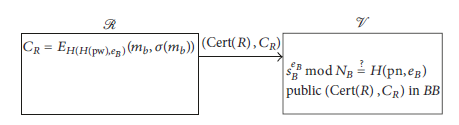 ℛ
𝒱
C_R = E_{H(H(pw),e_B)}(m_b, σ(m_b))
(Cert(R), C_R)
s_B^{e_B} mod N_B ≟ H(pn, e_B)
public (Cert(R), C_R) in BB